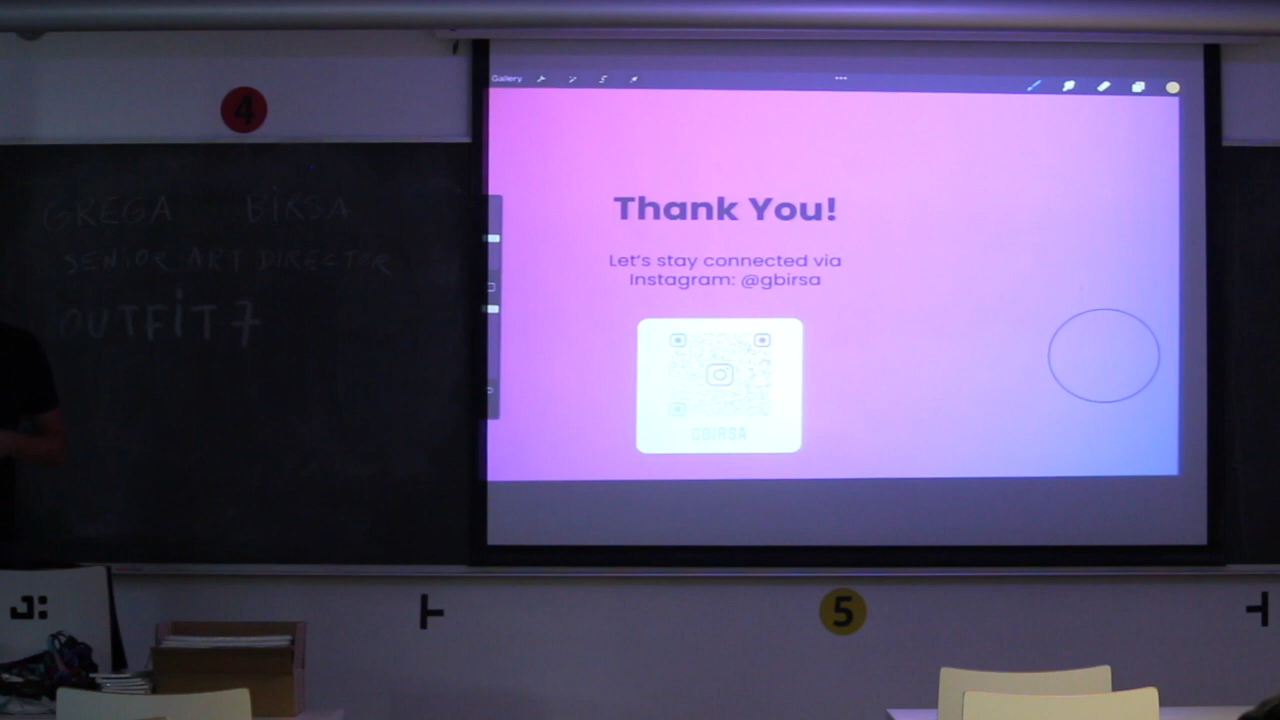 4
GREGA BIRSA
SENIOR ART DIRECTOR
OUTFIT7
Gallery
Thank You!
Let's stay connected via
Instagram: @gbirsa
GBIRSA
5